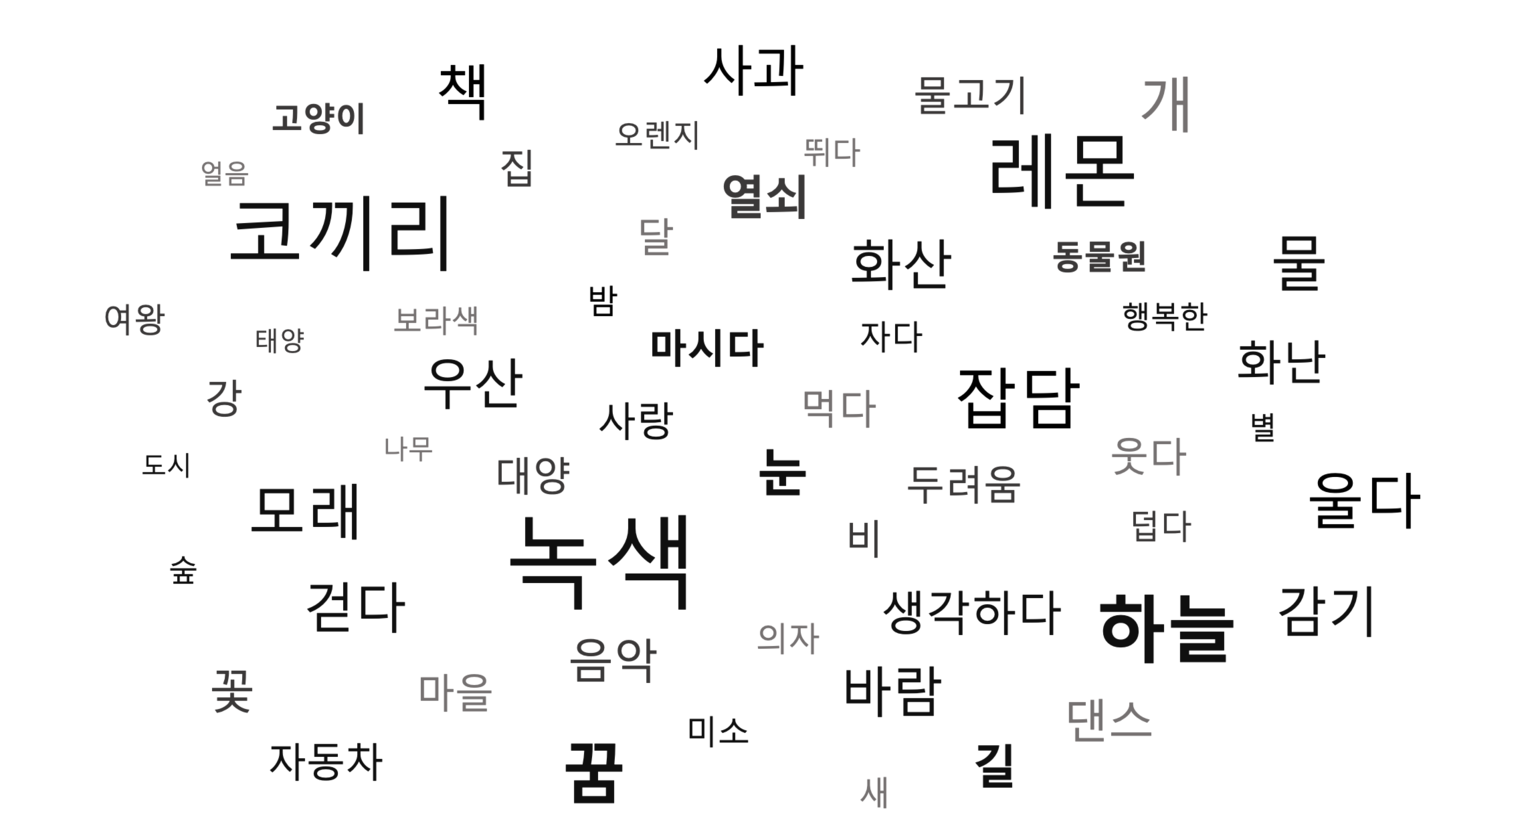 사과
책
물고기
개
고양이
오렌지
뛰다
집
얼음
레몬
열쇠
코끼리
달
화산
동물원
물
밤
여왕
보라색
행복한
태양
마시다
자다
화난
우산
강
사랑
먹다
잡담
별
나무
도시
대양
눈
두려움
웃다
모래
울다
덥다
비
숲
녹색
걷다
생각하다
하늘
감기
의자
음악
꽃
마을
바람
댄스
미소
자동차
꿈
길
새